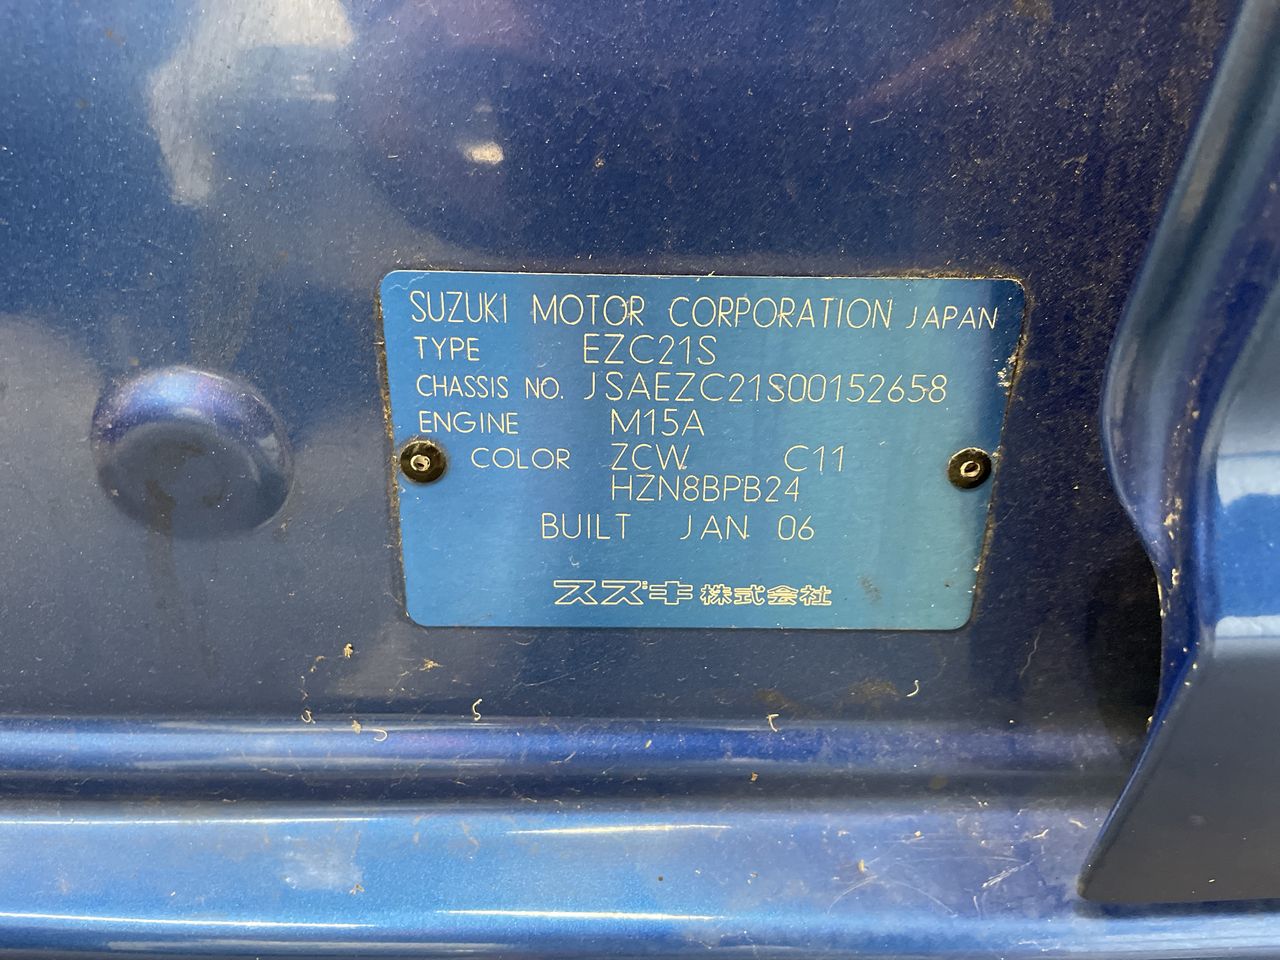 SUZUKI MOTOR CORPORATION JAPAN
TYPE EZC21S
CHASSIS NO. JSAEZC21S00152658
ENGINE M15A
COLOR ZCW C11
HZN8BPB24
BUILT JAN 06
スズキ株式会社